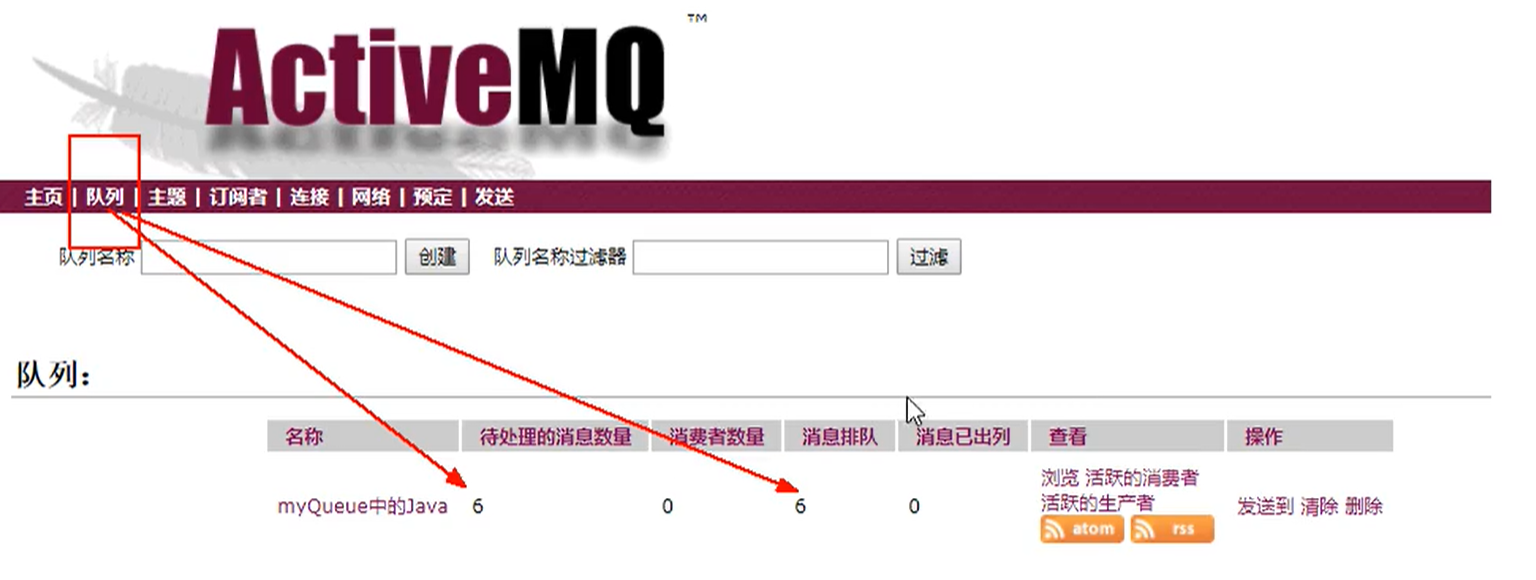 ActiveMQ™
主页 | 队列 | 主题 | 订阅者 | 连接 | 网络 | 预定 | 发送
队列名称 创建 队列名称过滤器 过滤
队列：
名称 待处理的消息数量 消费者数量 消息排队 消息已出列 查看 操作
myQueue中的Java 6 0 6 0 浏览 活跃的消费者
活跃的生产者
atom rss
发送到 清除 删除